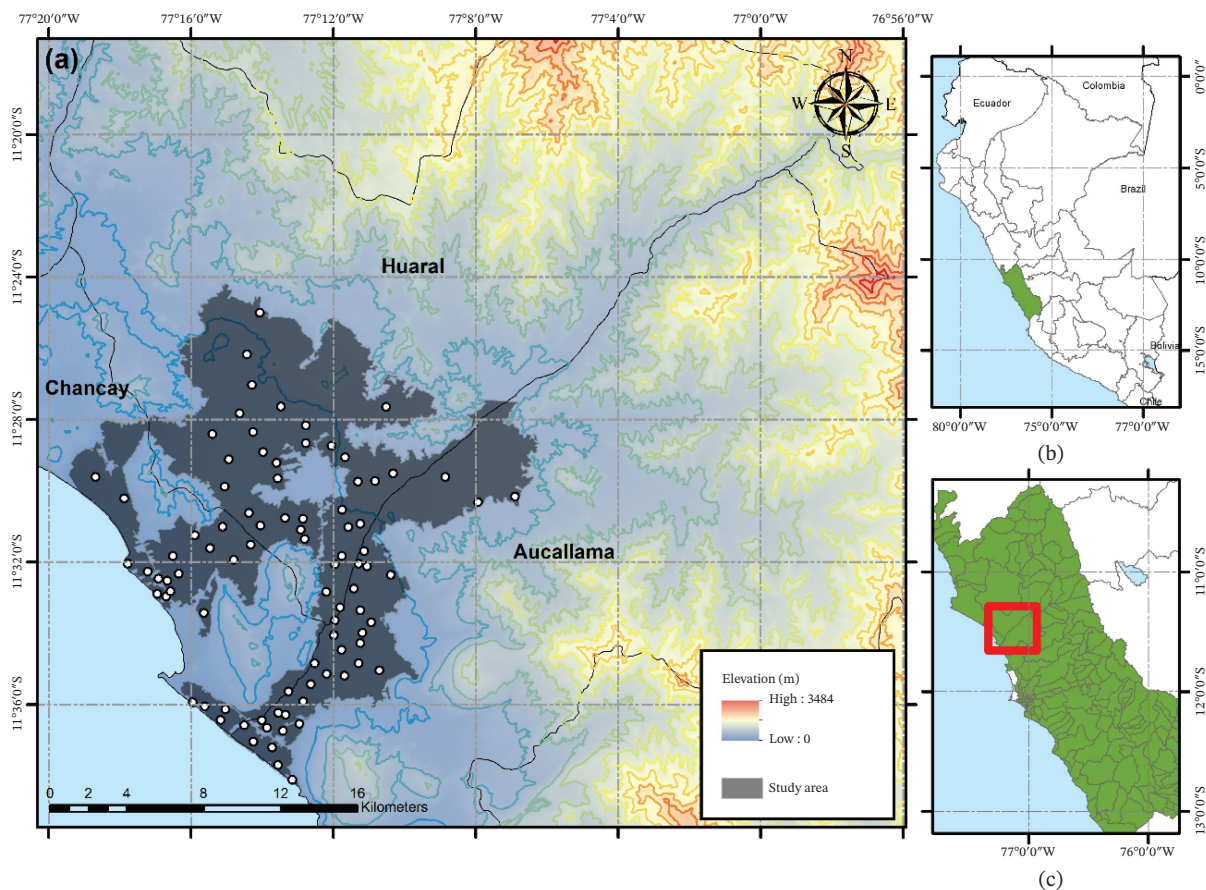 77°20'0"W 77°16'0"W 77°12'0"W 77°8'0"W 77°4'0"W 77°0'0"W 76°56'0"W
(a)
N
W E
S
11°20'0"S
11°24'0"S
11°28'0"S
11°32'0"S
11°36'0"S
Huaral
Chancay
Aucallama
Elevation (m)
High : 3484
Low : 0
Study area
0 2 4 8 12 16
Kilometers
Ecuador
Colombia
Brazil
Bolivia
Chile
0°0'0"
5°0'0"S
10°0'0"S
15°0'0"S
80°0'0"W 75°0'0"W 77°0'0"W
(b)
11°0'0"S
12°0'0"S
13°0'0"S
77°0'0"W 76°0'0"W
(c)